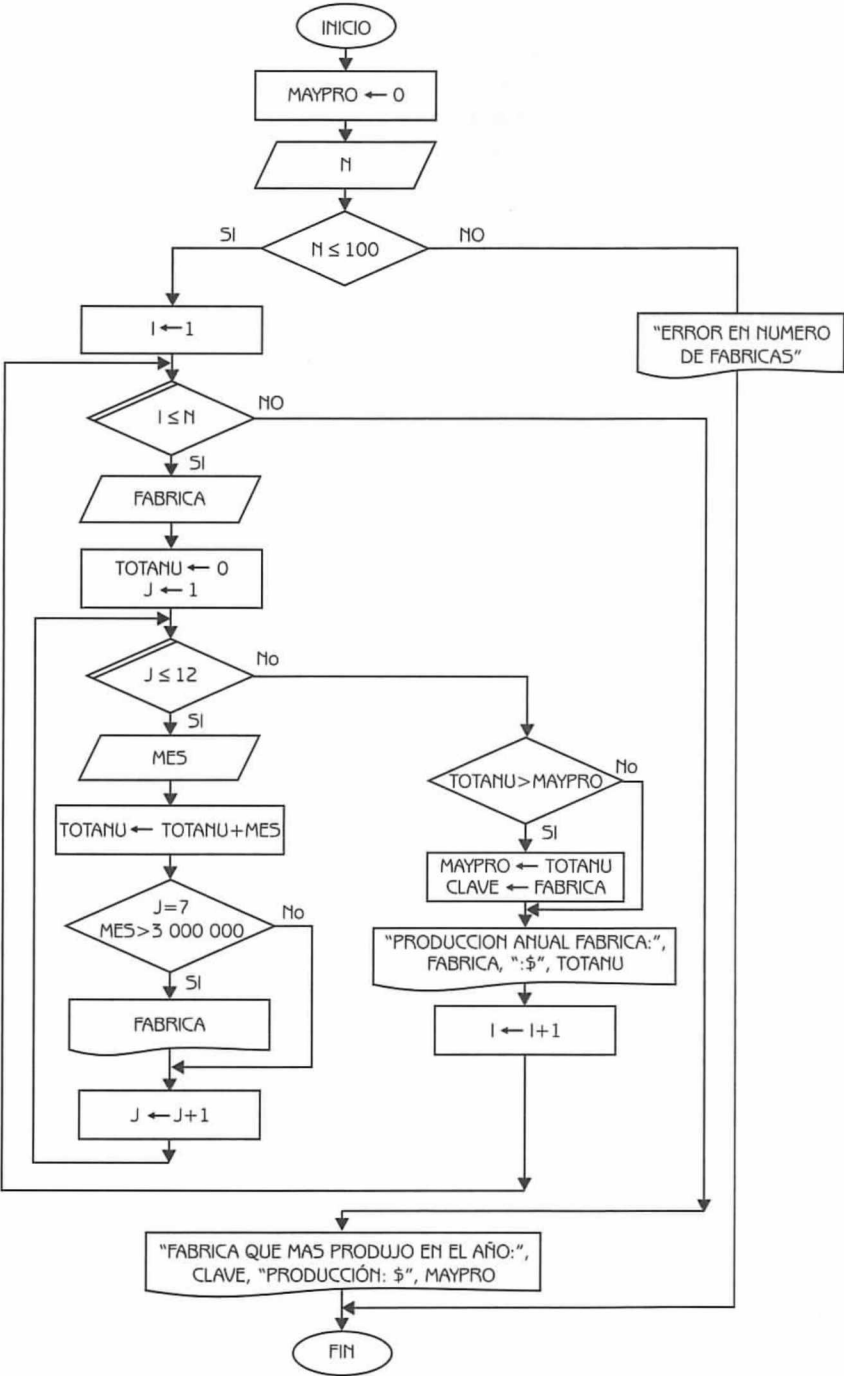 INICIO
MAYPRO ← 0
N
SI
N ≤ 100
NO
I ← 1
"ERROR EN NUMERO
DE FABRICAS"
I ≤ N
NO
SI
FABRICA
TOTANU ← 0
J ← 1
J ≤ 12
No
SI
MES
TOTANU ← TOTANU+MES
J=7
MES>3 000 000
No
SI
FABRICA
J ← J+1
TOTANU>MAYPRO
No
SI
MAYPRO ← TOTANU
CLAVE ← FABRICA
"PRODUCCION ANUAL FABRICA:",
FABRICA, ":$", TOTANU
I ← I+1
"FABRICA QUE MAS PRODUJO EN EL AÑO:",
CLAVE, "PRODUCCIÓN: $", MAYPRO
FIN